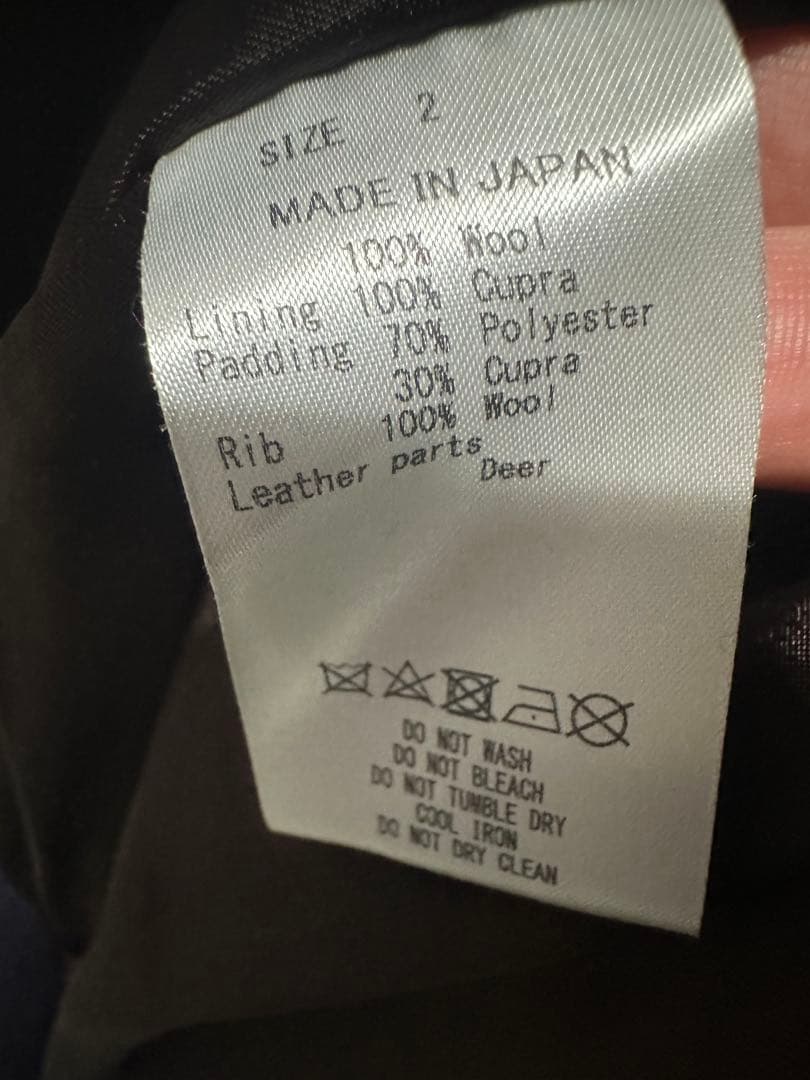 SIZE 2
MADE IN JAPAN
100% Wool
Lining 100% Cupra
Padding 70% Polyester
30% Cupra
Rib 100% Wool
Leather parts
Deer
DO NOT WASH
DO NOT BLEACH
DO NOT TUMBLE DRY
COOL IRON
DO NOT DRY CLEAN